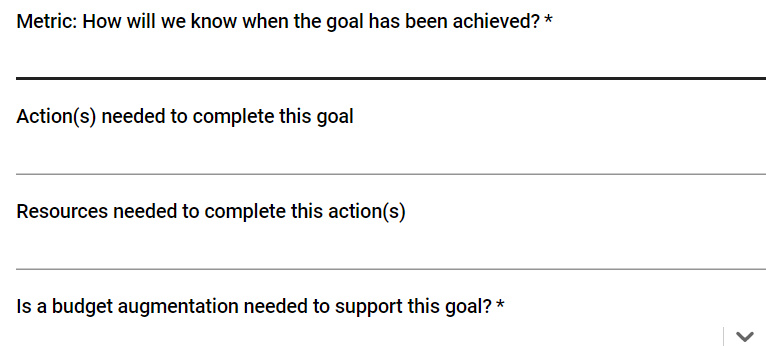 Metric: How will we know when the goal has been achieved? *
Action(s) needed to complete this goal
Resources needed to complete this action(s)
Is a budget augmentation needed to support this goal? *